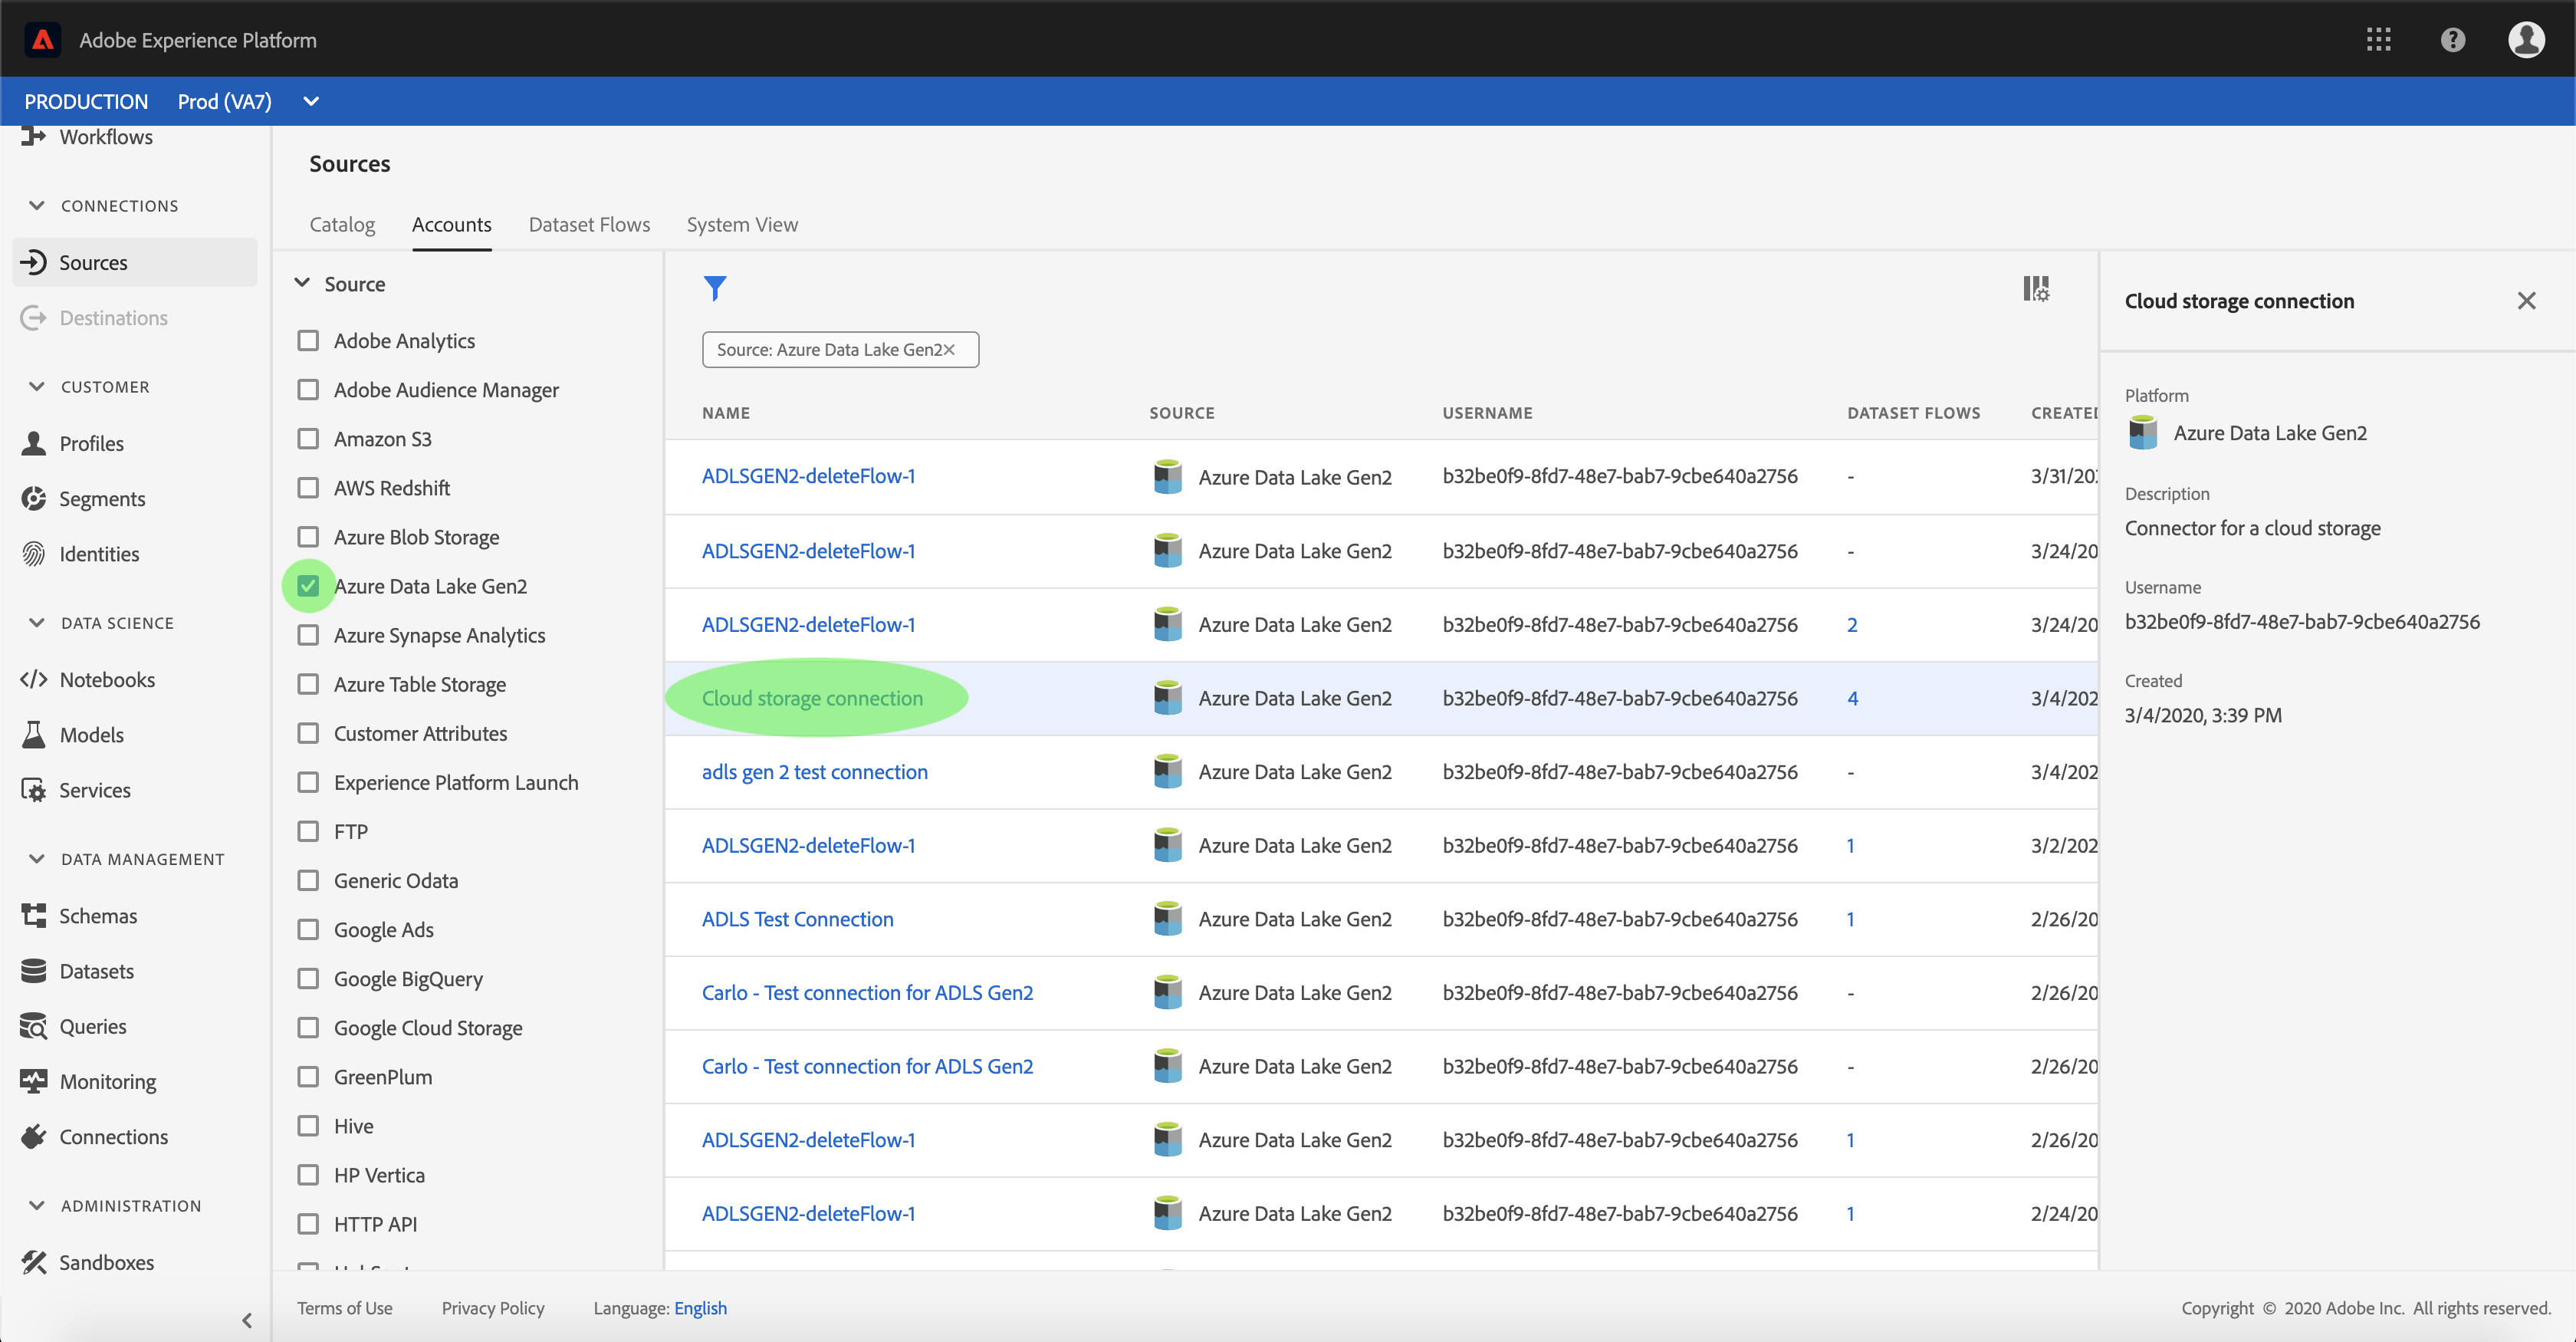 Adobe Experience Platform
PRODUCTION Prod (VA7)
Workflows
CONNECTIONS
Sources
Destinations
CUSTOMER
Profiles
Segments
Identities
DATA SCIENCE
Notebooks
Models
Services
DATA MANAGEMENT
Schemas
Datasets
Queries
Monitoring
Connections
ADMINISTRATION
Sandboxes
Sources
Catalog Accounts Dataset Flows System View
Source
Adobe Analytics
Adobe Audience Manager
Amazon S3
AWS Redshift
Azure Blob Storage
Azure Data Lake Gen2
Azure Synapse Analytics
Azure Table Storage
Customer Attributes
Experience Platform Launch
FTP
Generic Odata
Google Ads
Google BigQuery
Google Cloud Storage
GreenPlum
Hive
HP Vertica
HTTP API
Source: Azure Data Lake Gen2
NAME SOURCE USERNAME DATASET FLOWS CREATED
ADLSGEN2-deleteFlow-1 Azure Data Lake Gen2 b32be0f9-8fd7-48e7-bab7-9cbe640a2756 - 3/31/20
ADLSGEN2-deleteFlow-1 Azure Data Lake Gen2 b32be0f9-8fd7-48e7-bab7-9cbe640a2756 - 3/24/20
ADLSGEN2-deleteFlow-1 Azure Data Lake Gen2 b32be0f9-8fd7-48e7-bab7-9cbe640a2756 2 3/24/20
Cloud storage connection Azure Data Lake Gen2 b32be0f9-8fd7-48e7-bab7-9cbe640a2756 4 3/4/202
adls gen 2 test connection Azure Data Lake Gen2 b32be0f9-8fd7-48e7-bab7-9cbe640a2756 - 3/4/202
ADLSGEN2-deleteFlow-1 Azure Data Lake Gen2 b32be0f9-8fd7-48e7-bab7-9cbe640a2756 1 3/2/202
ADLS Test Connection Azure Data Lake Gen2 b32be0f9-8fd7-48e7-bab7-9cbe640a2756 1 2/26/20
Carlo - Test connection for ADLS Gen2 Azure Data Lake Gen2 b32be0f9-8fd7-48e7-bab7-9cbe640a2756 - 2/26/20
Carlo - Test connection for ADLS Gen2 Azure Data Lake Gen2 b32be0f9-8fd7-48e7-bab7-9cbe640a2756 - 2/26/20
ADLSGEN2-deleteFlow-1 Azure Data Lake Gen2 b32be0f9-8fd7-48e7-bab7-9cbe640a2756 1 2/26/20
ADLSGEN2-deleteFlow-1 Azure Data Lake Gen2 b32be0f9-8fd7-48e7-bab7-9cbe640a2756 1 2/24/20
Cloud storage connection
Platform
Azure Data Lake Gen2
Description
Connector for a cloud storage
Username
b32be0f9-8fd7-48e7-bab7-9cbe640a2756
Created
3/4/2020, 3:39 PM
Terms of Use Privacy Policy Language: English Copyright © 2020 Adobe Inc. All rights reserved.